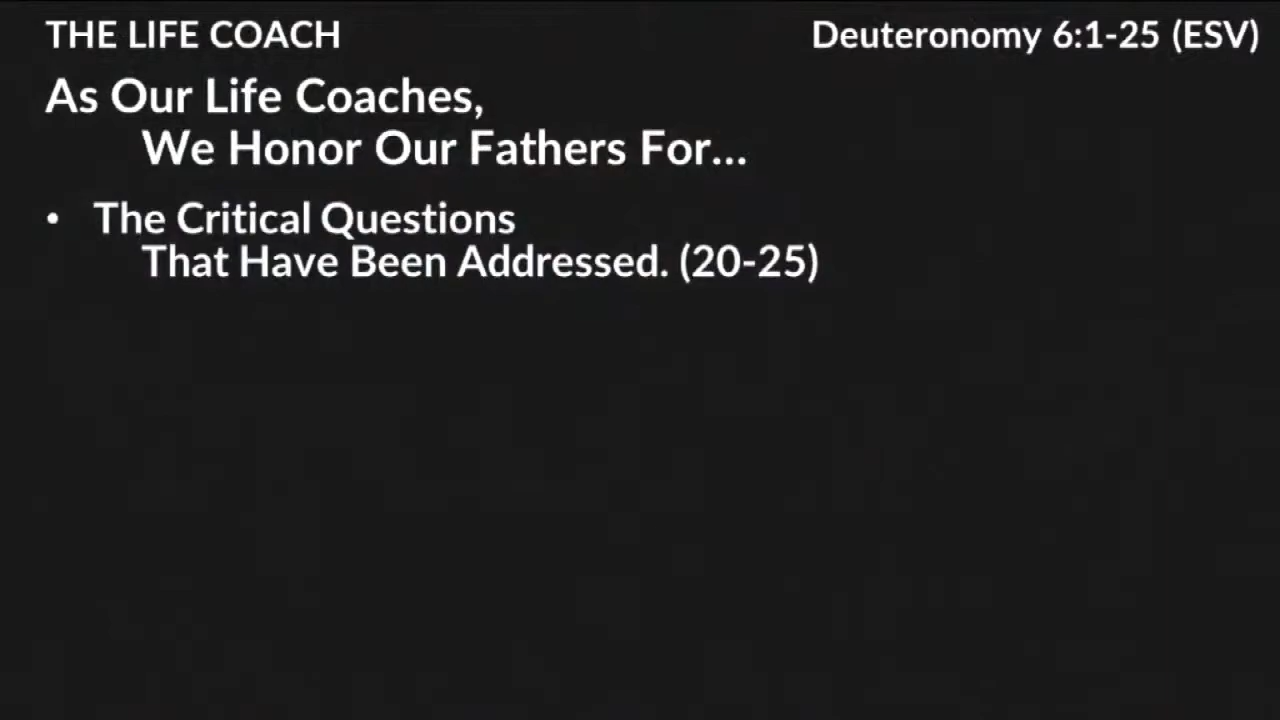 THE LIFE COACH
Deuteronomy 6:1-25 (ESV)
As Our Life Coaches,
We Honor Our Fathers For...
• The Critical Questions
That Have Been Addressed. (20-25)